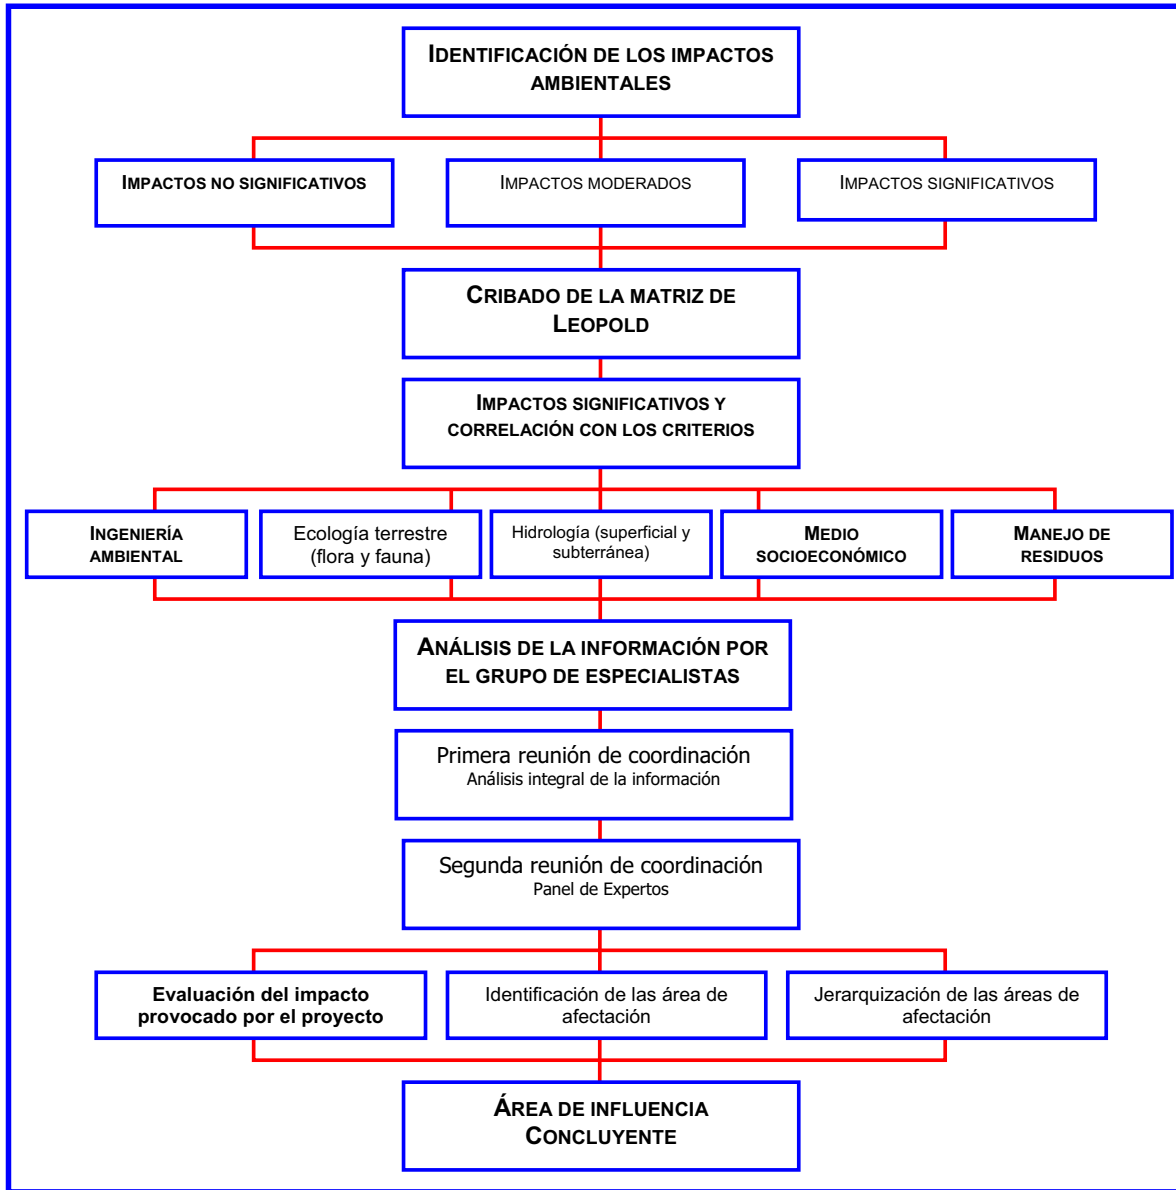 IDENTIFICACIÓN DE LOS IMPACTOS
AMBIENTALES
IMPACTOS NO SIGNIFICATIVOS
IMPACTOS MODERADOS
IMPACTOS SIGNIFICATIVOS
CRIBADO DE LA MATRIZ DE
LEOPOLD
IMPACTOS SIGNIFICATIVOS Y
CORRELACIÓN CON LOS CRITERIOS
INGENIERÍA
AMBIENTAL
Ecología terrestre
(flora y fauna)
Hidrología (superficial y
subterránea)
MEDIO
SOCIOECONÓMICO
MANEJO DE
RESIDUOS
ANÁLISIS DE LA INFORMACIÓN POR
EL GRUPO DE ESPECIALISTAS
Primera reunión de coordinación
Análisis integral de la información
Segunda reunión de coordinación
Panel de Expertos
Evaluación del impacto
provocado por el proyecto
Identificación de las área de
afectación
Jerarquización de las áreas de
afectación
ÁREA DE INFLUENCIA
CONCLUYENTE